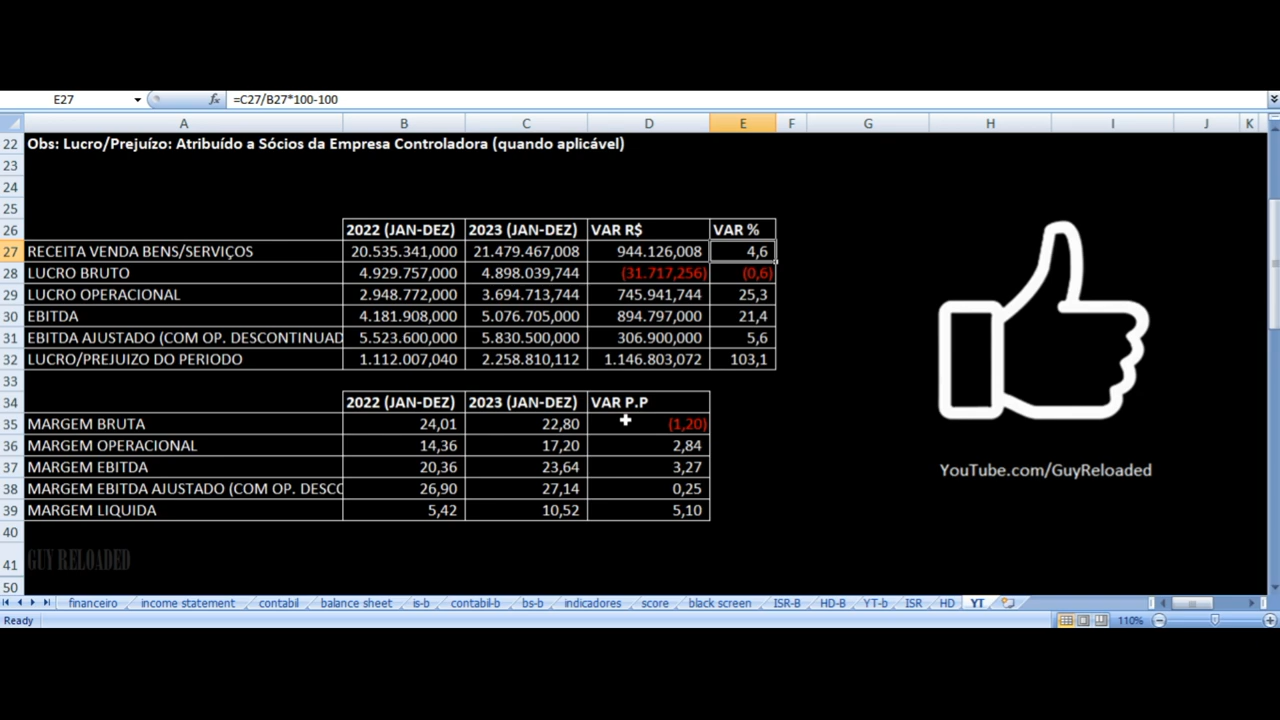 E27 fx =C27/B27*100-100
A B C D E F G H I J K
22 Obs: Lucro/Prejuízo: Atribuído a Sócios da Empresa Controladora (quando aplicável)
23
24
25
26 2022 (JAN-DEZ) 2023 (JAN-DEZ) VAR R$ VAR %
27 RECEITA VENDA BENS/SERVIÇOS 20.535.341,000 21.479.467,008 944.126,008 4,6
28 LUCRO BRUTO 4.929.757,000 4.898.039,744 (31.717,256) (0,6)
29 LUCRO OPERACIONAL 2.948.772,000 3.694.713,744 745.941,744 25,3
30 EBITDA 4.181.908,000 5.076.705,000 894.797,000 21,4
31 EBITDA AJUSTADO (COM OP. DESCONTINUAD 5.523.600,000 5.830.500,000 306.900,000 5,6
32 LUCRO/PREJUIZO DO PERIODO 1.112.007,040 2.258.810,112 1.146.803,072 103,1
33
34 2022 (JAN-DEZ) 2023 (JAN-DEZ) VAR P.P
35 MARGEM BRUTA 24,01 22,80 (1,20)
36 MARGEM OPERACIONAL 14,36 17,20 2,84
37 MARGEM EBITDA 20,36 23,64 3,27
38 MARGEM EBITDA AJUSTADO (COM OP. DESCO 26,90 27,14 0,25
39 MARGEM LIQUIDA 5,42 10,52 5,10
YouTube.com/GuyReloaded
40
41 GUY RELOADED
50
financeiro income statement contabil balance sheet is-b contabil-b bs-b indicadores score black screen ISR-B HD-B YT-b ISR HD YT
Ready 110%